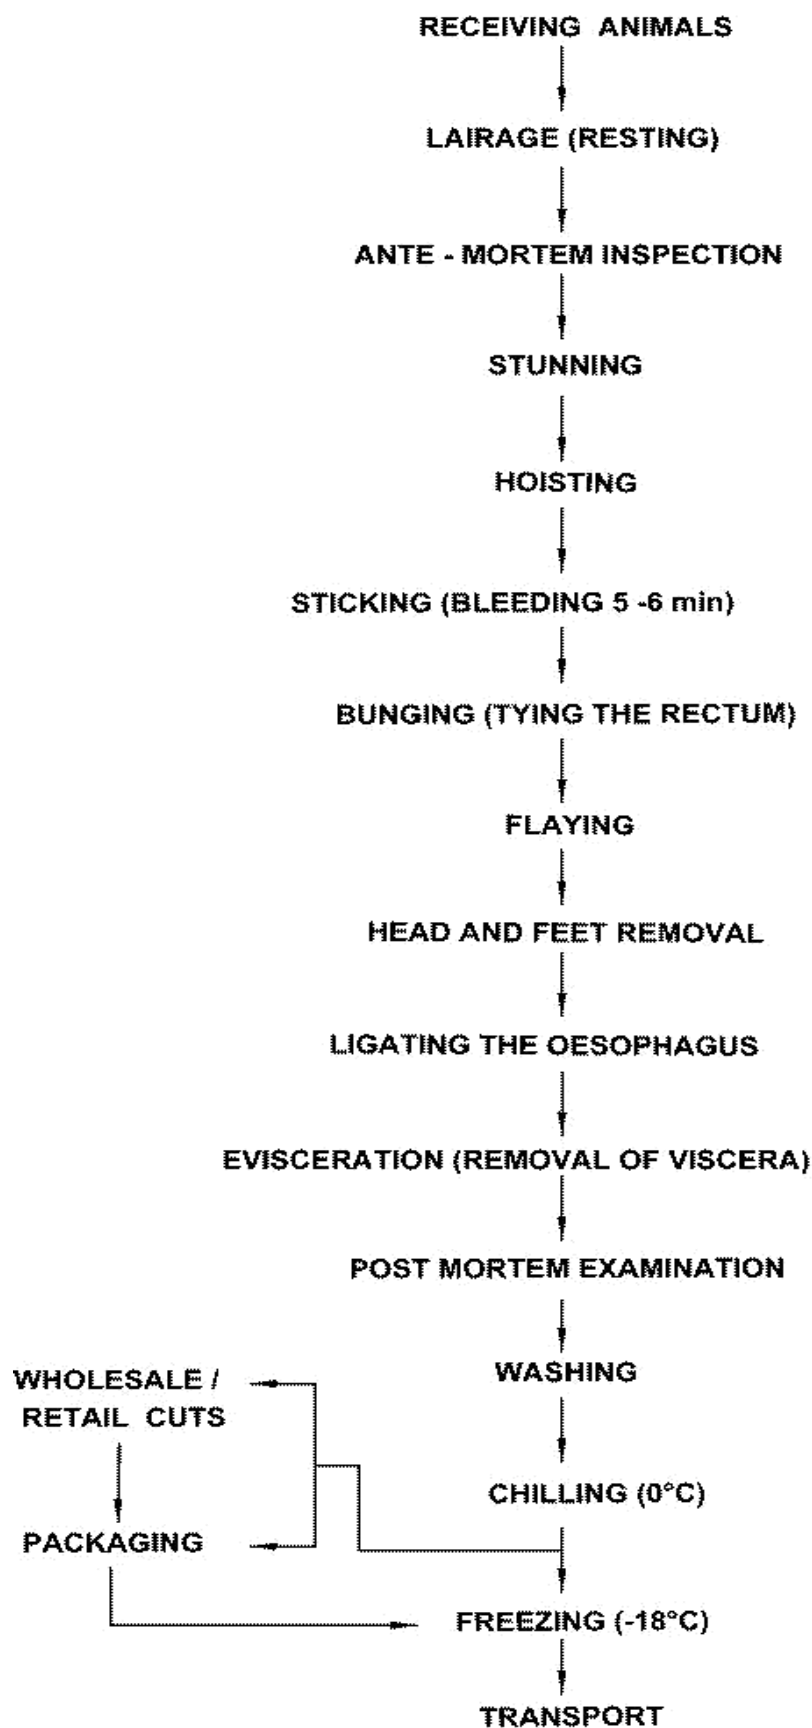 RECEIVING ANIMALS
LAIRAGE (RESTING)
ANTE - MORTEM INSPECTION
STUNNING
HOISTING
STICKING (BLEEDING 5 -6 min)
BUNGING (TYING THE RECTUM)
FLAYING
HEAD AND FEET REMOVAL
LIGATING THE OESOPHAGUS
EVISCERATION (REMOVAL OF VISCERA)
POST MORTEM EXAMINATION
WASHING
WHOLESALE /
RETAIL CUTS
CHILLING (0°C)
PACKAGING
FREEZING (-18°C)
TRANSPORT